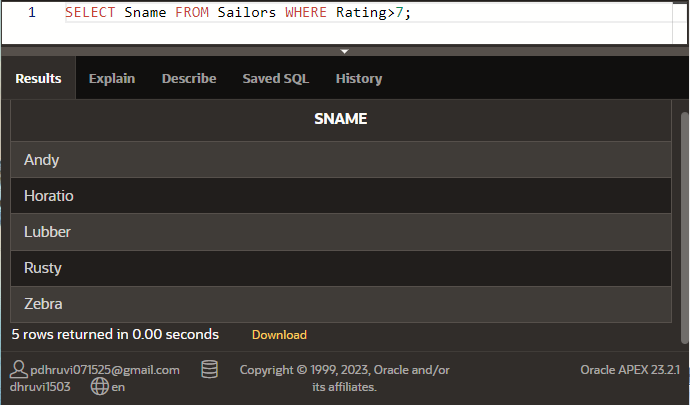 1 SELECT Sname FROM Sailors WHERE Rating>7;
Results Explain Describe Saved SQL History
SNAME
Andy
Horatio
Lubber
Rusty
Zebra
5 rows returned in 0.00 seconds Download
pdhruvi071525@gmail.com Copyright © 1999, 2023, Oracle and/or Oracle APEX 23.2.1
dhruvi1503 en its affiliates.